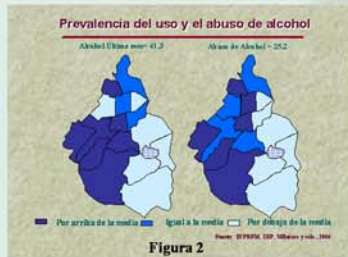 Prevalencia del uso y el abuso de alcohol
Alcohol Último mes= 41,3
Abuso de Alcohol = 25,2
Por arriba de la media
Igual a la media
Por debajo de la media
Fuente:
Figura 2